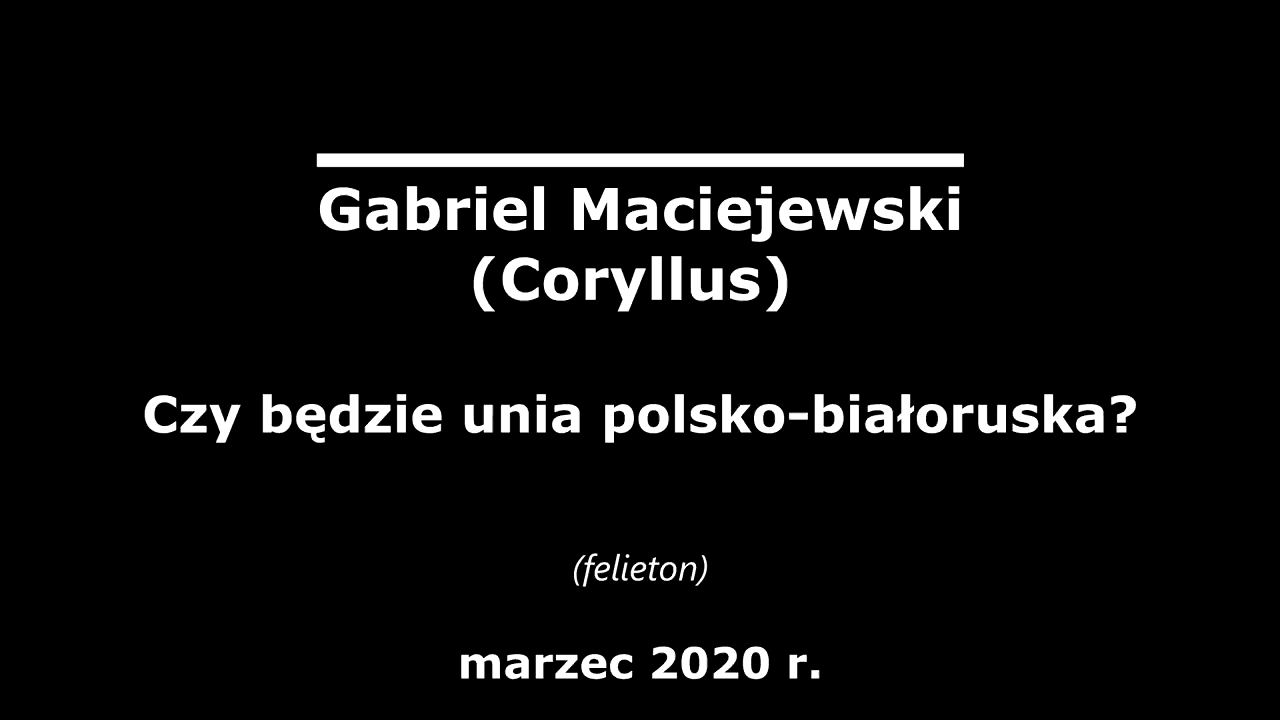 Gabriel Maciejewski
(Coryllus)
Czy będzie unia polsko-białoruska?
(felieton)
marzec 2020 r.